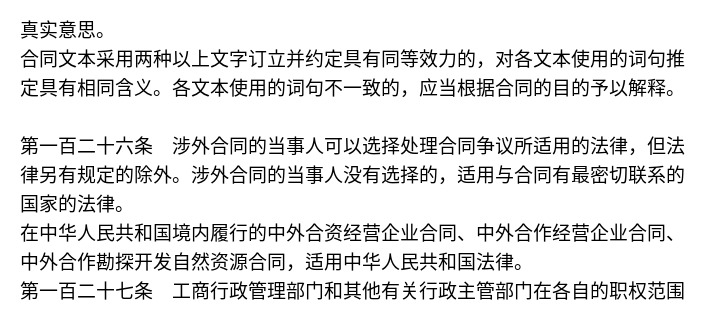 真实意思。
合同文本采用两种以上文字订立并约定具有同等效力的，对各文本使用的词句推
定具有相同含义。各文本使用的词句不一致的，应当根据合同的目的予以解释。
第一百二十六条　涉外合同的当事人可以选择处理合同争议所适用的法律，但法
律另有规定的除外。涉外合同的当事人没有选择的，适用与合同有最密切联系的
国家的法律。
在中华人民共和国境内履行的中外合资经营企业合同、中外合作经营企业合同、
中外合作勘探开发自然资源合同，适用中华人民共和国法律。
第一百二十七条　工商行政管理部门和其他有关行政主管部门在各自的职权范围